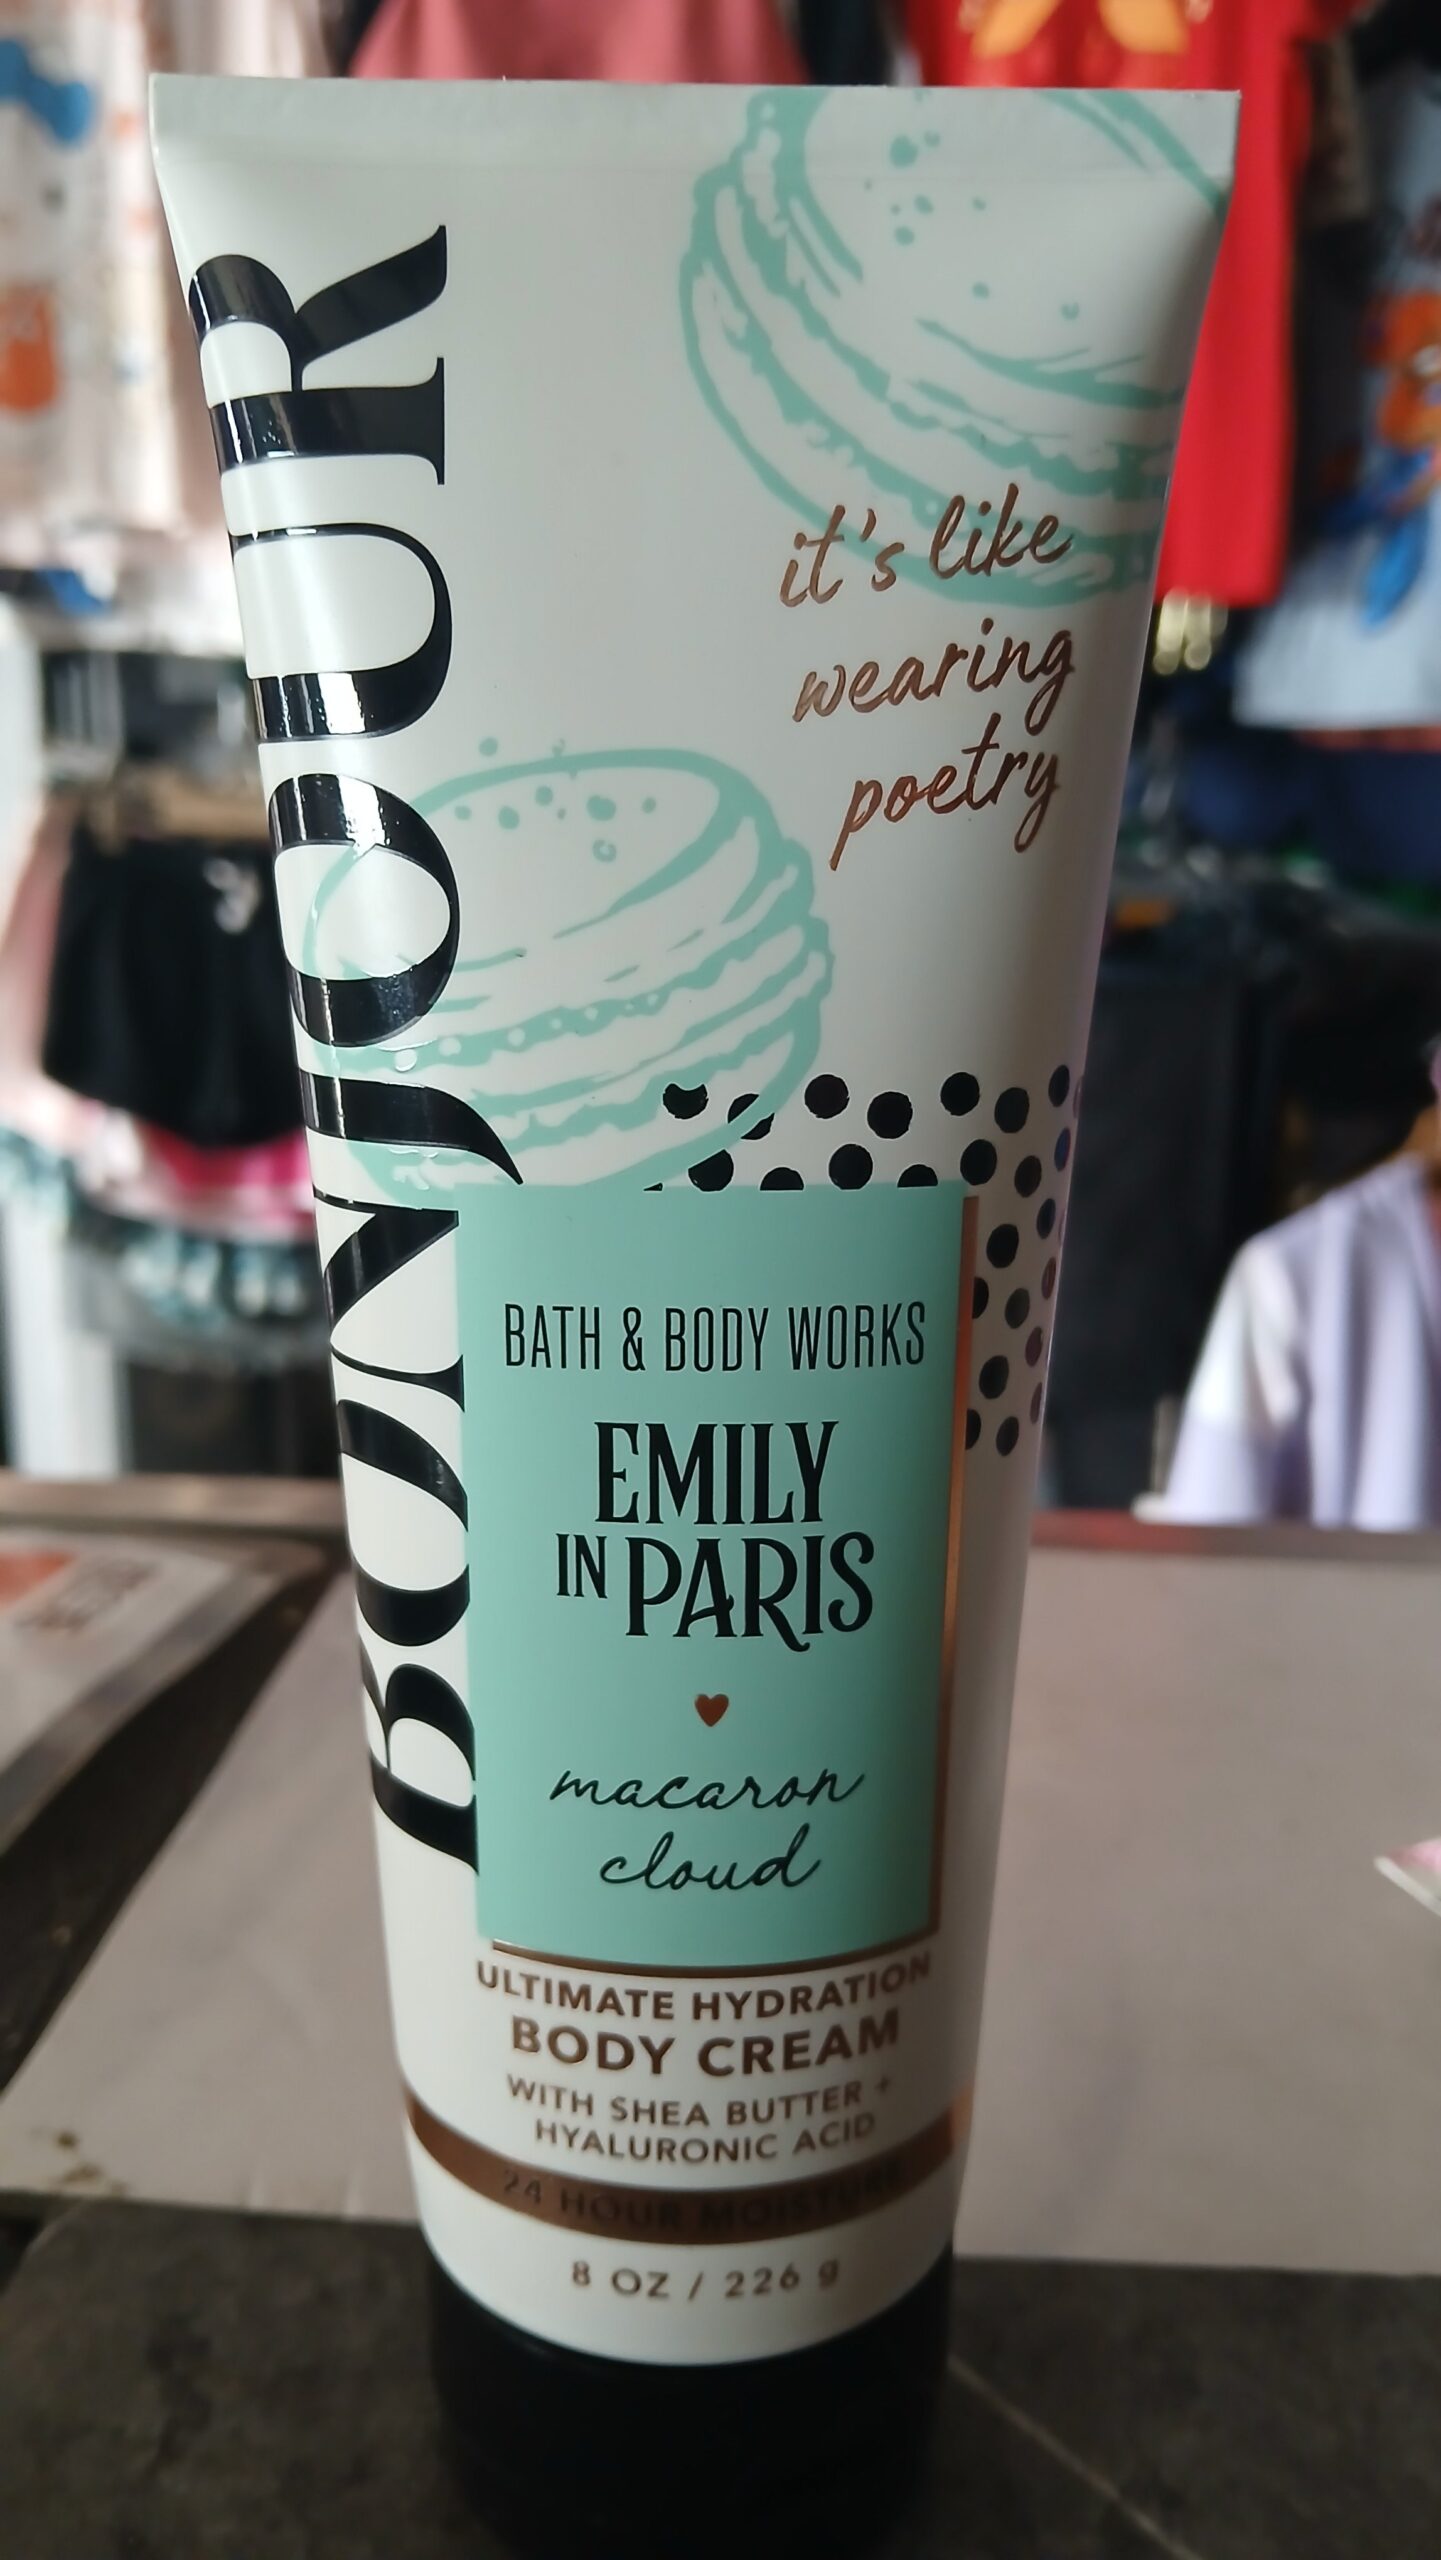 BONJOUR
it's like
wearing
poetry
BATH & BODY WORKS
EMILY
IN PARIS
macaron
cloud
ULTIMATE HYDRATION
BODY CREAM
WITH SHEA BUTTER +
HYALURONIC ACID
24 HOUR MOISTURE
8 OZ / 226 g